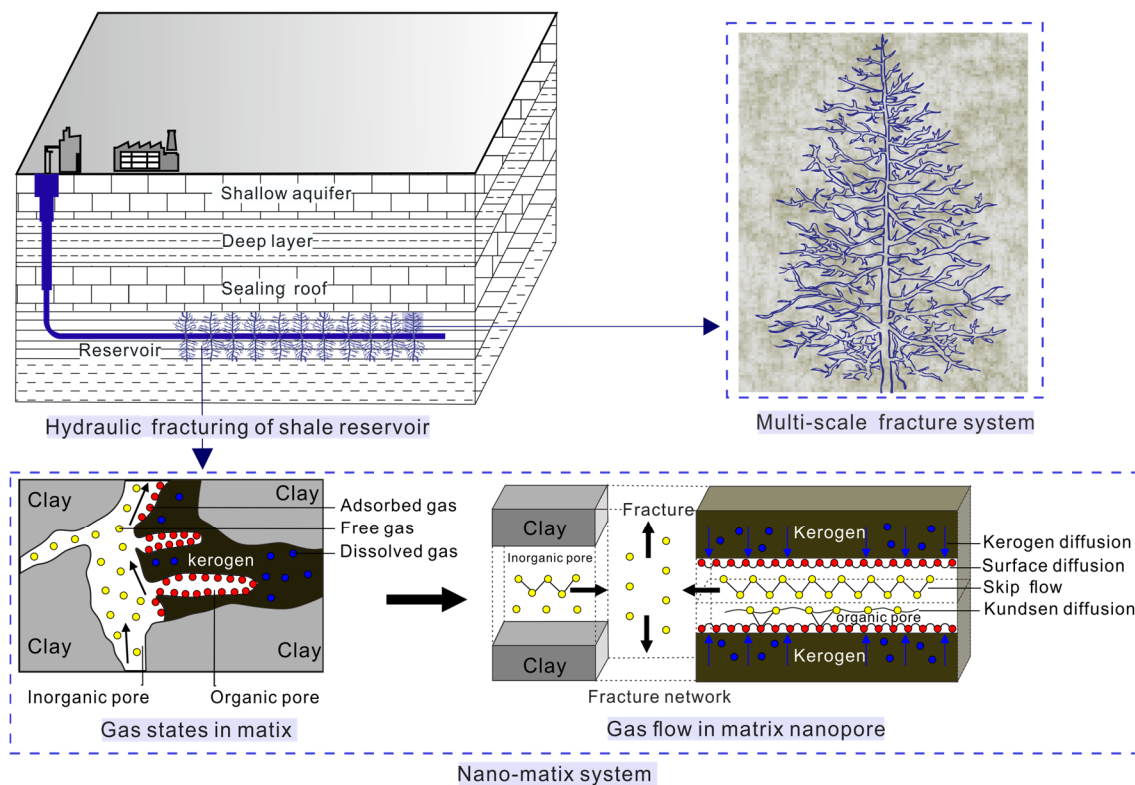 Shallow aquifer
Deep layer
Sealing roof
Reservoir
Hydraulic fracturing of shale reservoir
Multi-scale fracture system
Clay
Clay
Adsorbed gas
Free gas
Dissolved gas
kerogen
Clay
Clay
Inorganic pore
Organic pore
Gas states in matix
Clay
Fracture
Inorganic pore
Clay
Fracture network
Kerogen
Kerogen diffusion
Surface diffusion
Skip flow
Kundsen diffusion
organic pore
Kerogen
Gas flow in matrix nanopore
Nano-matix system